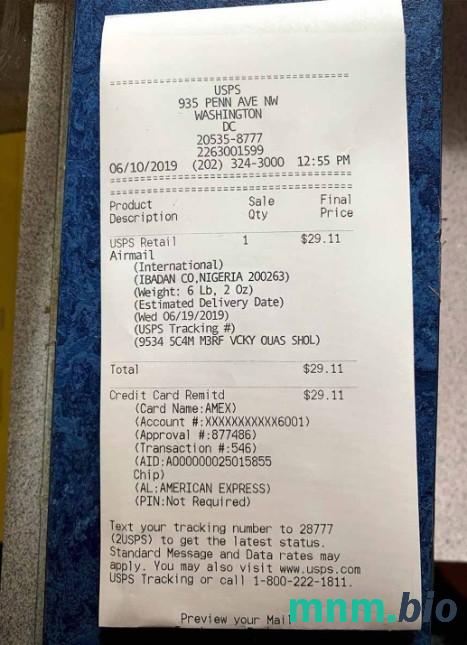 ================================
USPS
935 PENN AVE NW
WASHINGTON
DC
20535-8777
2263001599
06/10/2019 (202) 324-3000 12:55 PM
================================
================================
Product Sale Final
Description Qty Price
USPS Retail 1 $29.11
Airmail
(International)
(IBADAN CO,NIGERIA 200263)
(Weight: 6 Lb, 2 Oz)
(Estimated Delivery Date)
(Wed 06/19/2019)
(USPS Tracking #)
(9534 5C4M M3RF VCKY OUAS SHOL)
Total $29.11
Credit Card Remitd $29.11
(Card Name:AMEX)
(Account #:XXXXXXXXXXX6001)
(Approval #:877486)
(Transaction #:546)
(AID:A000000025015855
Chip)
(AL:AMERICAN EXPRESS)
(PIN:Not Required)
Text your tracking number to 28777
(2USPS) to get the latest status.
Standard Message and Data rates may
apply. You may also visit www.usps.com
USPS Tracking or call 1-800-222-1811.
Preview your Mail
mnm.bio